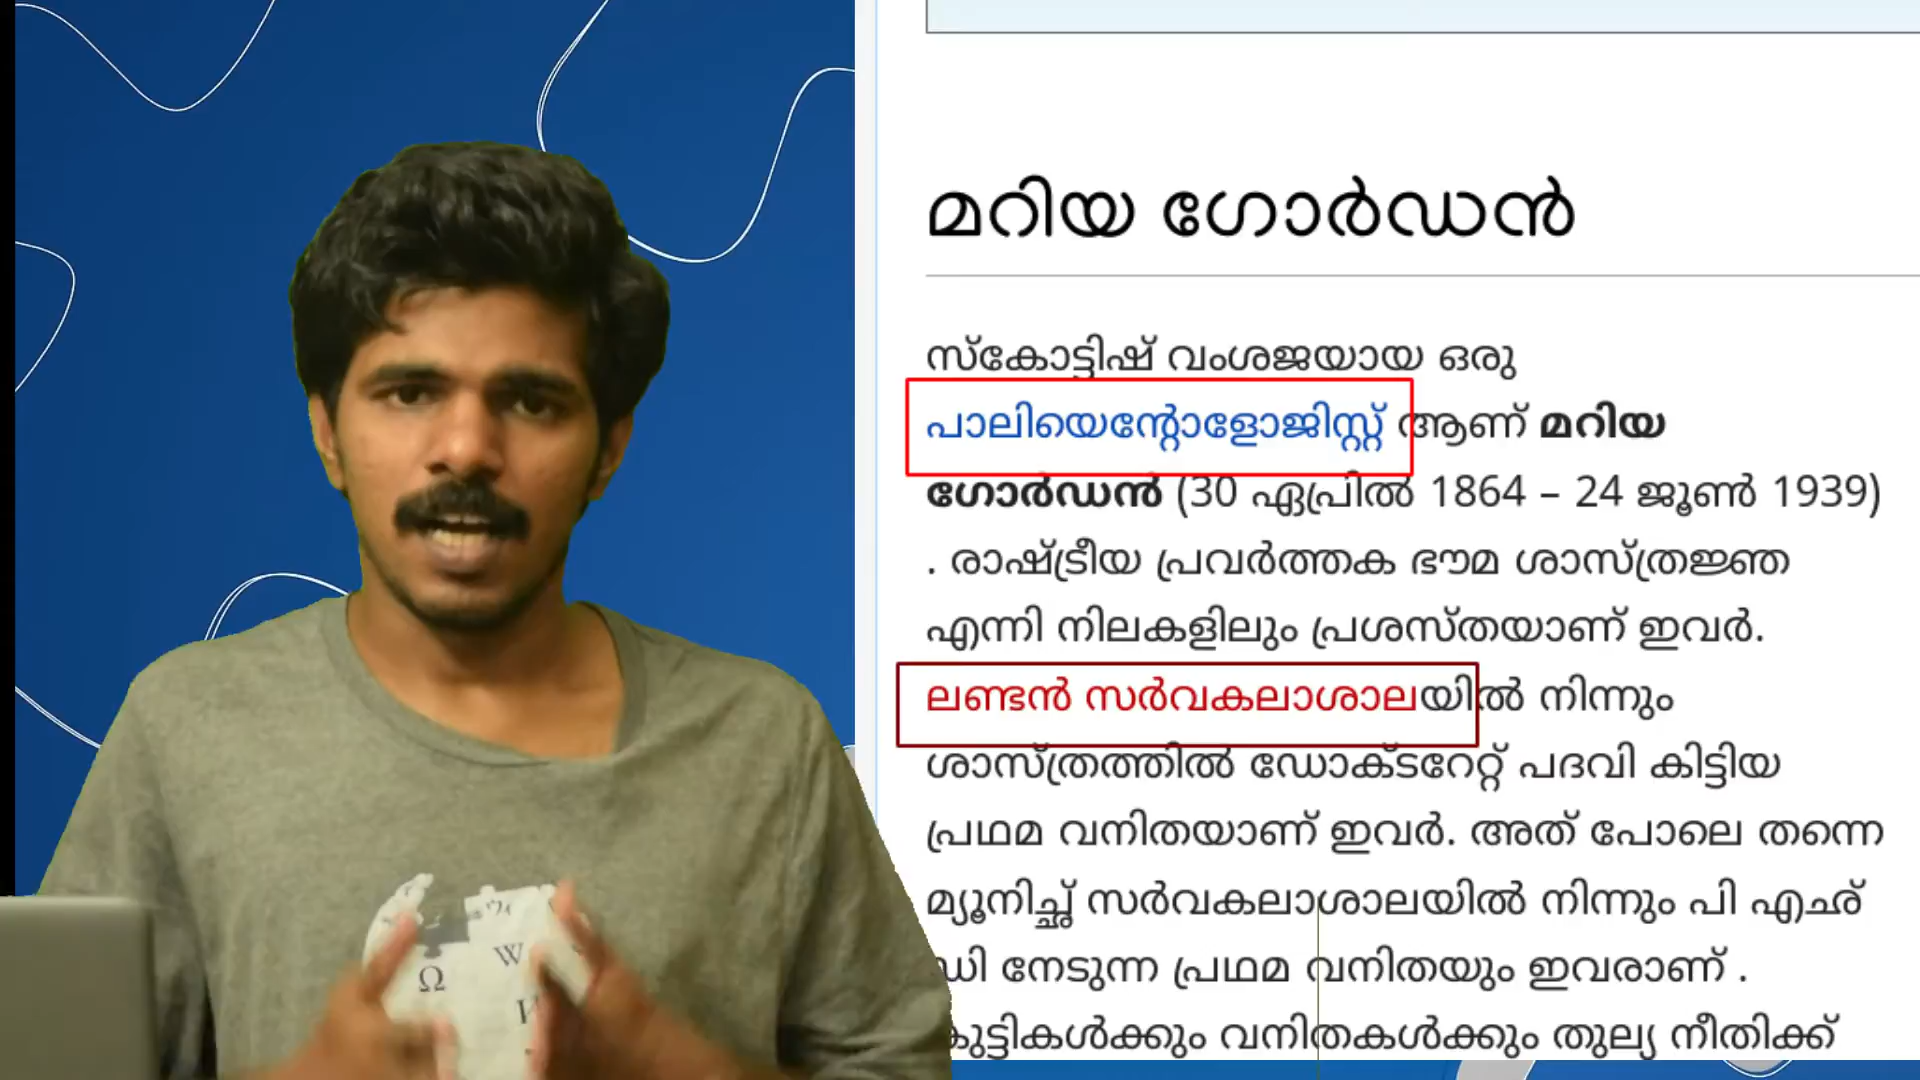 മറിയ ഗോർഡൻ
സ്കോട്ടിഷ് വംശജയായ ഒരു
പാലിയെന്റോളോജിസ്റ്റ് ആണ് മറിയ
ഗോർഡൻ (30 ഏപ്രിൽ 1864 – 24 ജൂൺ 1939)
. രാഷ്ട്രീയ പ്രവർത്തക ഭൗമ ശാസ്ത്രജ്ഞ
എന്നി നിലകളിലും പ്രശസ്തയാണ് ഇവർ.
ലണ്ടൻ സർവകലാശാലയിൽ നിന്നും
ശാസ്ത്രത്തിൽ ഡോക്ടറേറ്റ് പദവി കിട്ടിയ
പ്രഥമ വനിതയാണ് ഇവർ. അത് പോലെ തന്നെ
മ്യൂനിച്ച് സർവകലാശാലയിൽ നിന്നും പി എഛ്
ഡി നേടുന്ന പ്രഥമ വനിതയും ഇവരാണ് .
കുട്ടികൾക്കും വനിതകൾക്കും തുല്യ നീതിക്ക്
Ω W И